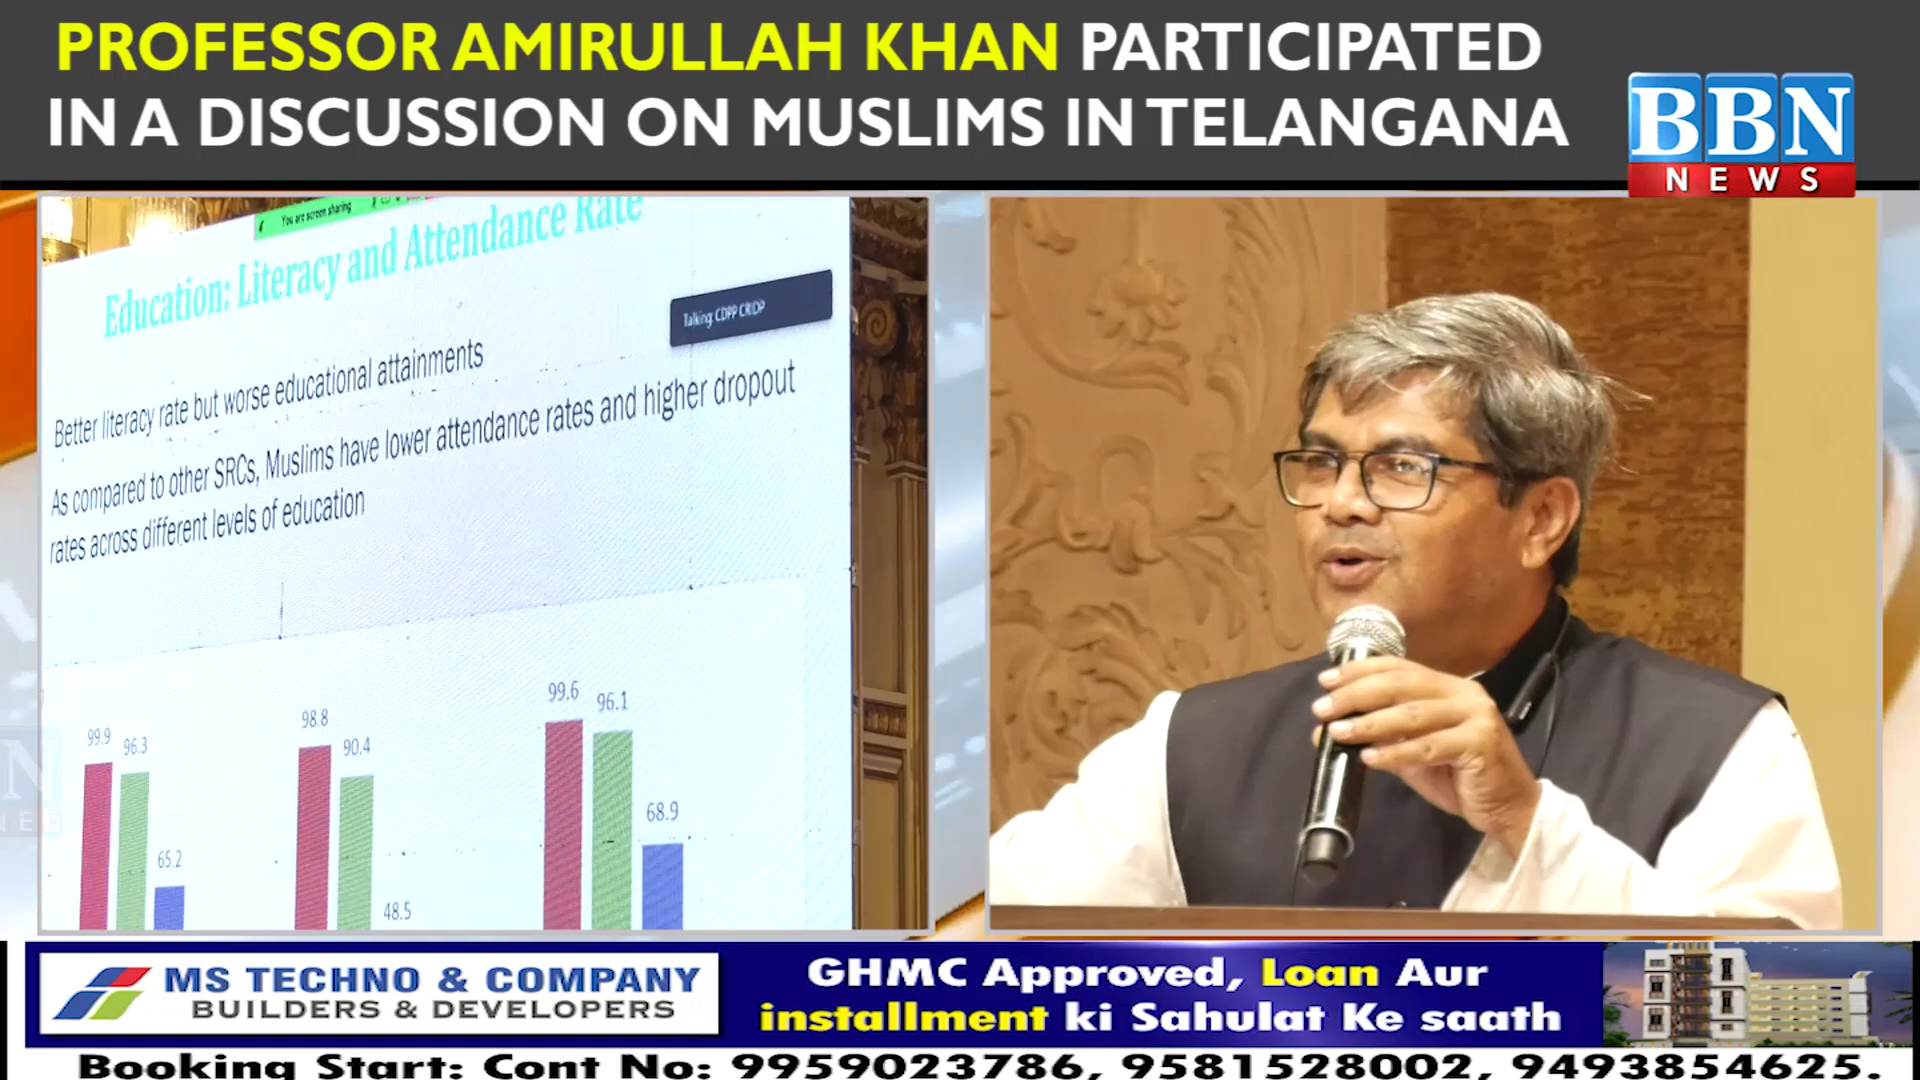 PROFESSOR AMIRULLAH KHAN PARTICIPATED
IN A DISCUSSION ON MUSLIMS IN TELANGANA
BBN
NEWS
You are screen sharing
Education: Literacy and Attendance Rate
Talking: CDPP CRIDP
Better literacy rate but worse educational attainments
As compared to other SRCs, Muslims have lower attendance rates and higher dropout
rates across different levels of education
99.9
96.3
65.2
98.8
90.4
48.5
99.6
96.1
68.9
MS TECHNO & COMPANY
BUILDERS & DEVELOPERS
GHMC Approved, Loan Aur
installment ki Sahulat Ke saath
Booking Start: Cont No: 9959023786, 9581528002, 9493854625.